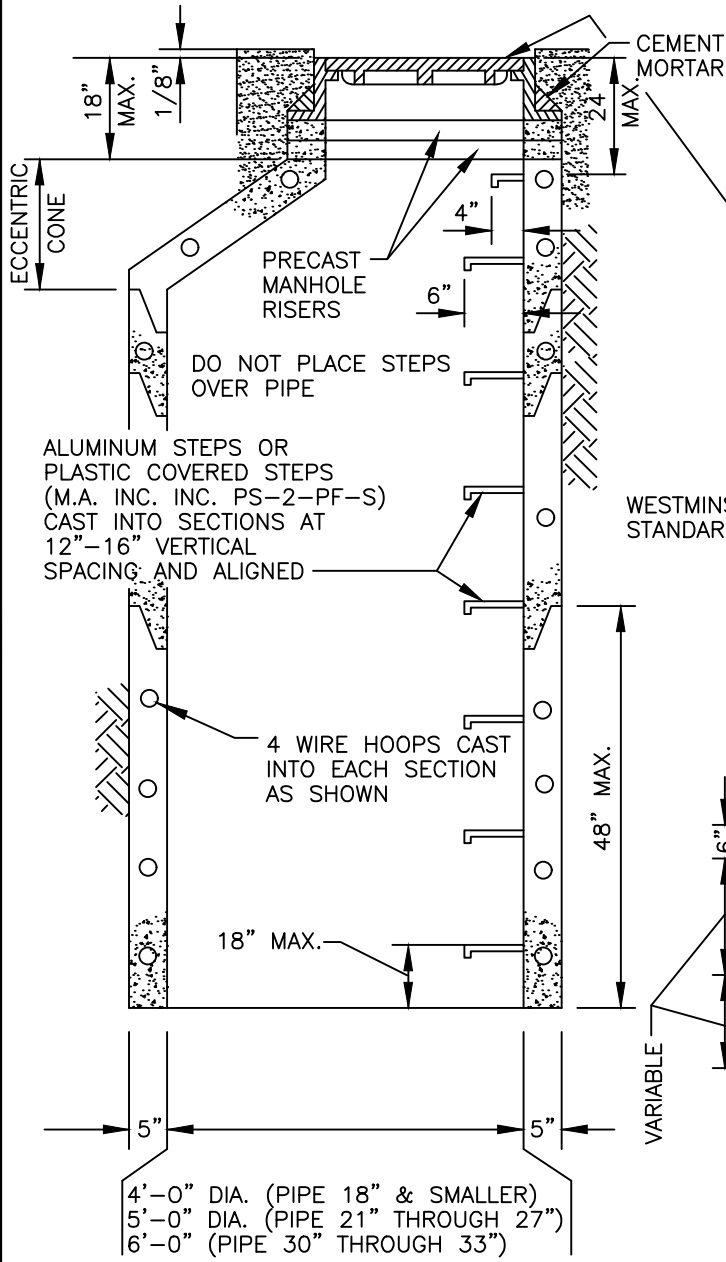 18" MAX.
1/8"
CEMENT
MORTAR
24
MAX.
ECCENTRIC
CONE
4"
PRECAST
MANHOLE
RISERS
6"
DO NOT PLACE STEPS
OVER PIPE
ALUMINUM STEPS OR
PLASTIC COVERED STEPS
(M.A. INC. INC. PS-2-PF-S)
CAST INTO SECTIONS AT
12"-16" VERTICAL
SPACING AND ALIGNED
WESTMINS
STANDAR
4 WIRE HOOPS CAST
INTO EACH SECTION
AS SHOWN
48" MAX.
6"
18" MAX.
VARIABLE
5"
5"
4'-0" DIA. (PIPE 18" & SMALLER)
5'-0" DIA. (PIPE 21" THROUGH 27")
6'-0" (PIPE 30" THROUGH 33")